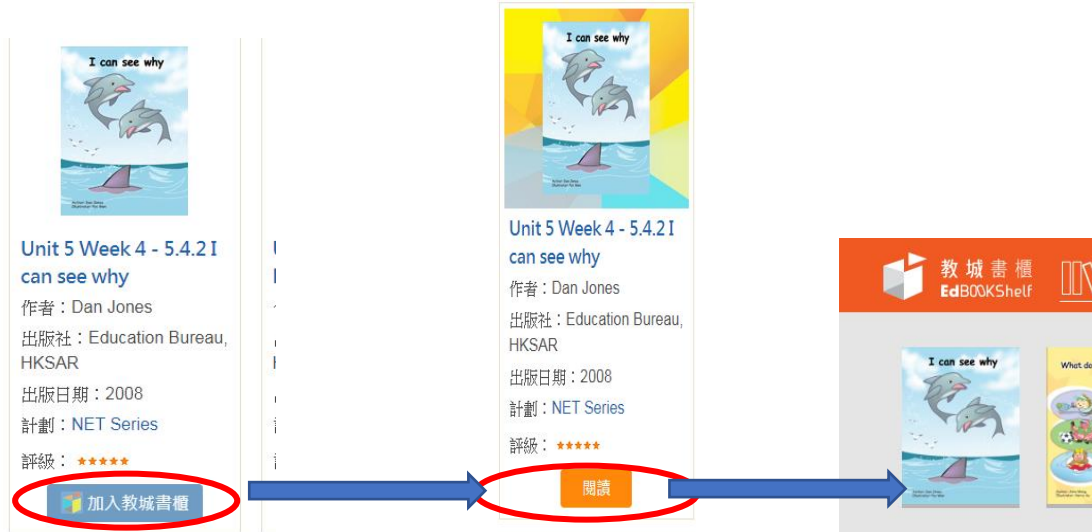 I can see why
Unit 5 Week 4 - 5.4.2 I
can see why
作者：Dan Jones
出版社：Education Bureau,
HKSAR
出版日期：2008
計劃：NET Series
評級：★★★★★
加入教城書櫃
I can see why
Unit 5 Week 4 - 5.4.2 I
can see why
作者：Dan Jones
出版社：Education Bureau,
HKSAR
出版日期：2008
計劃：NET Series
評級：★★★★★
閱讀
教城書櫃
EdBOOKShelf
I can see why
What do